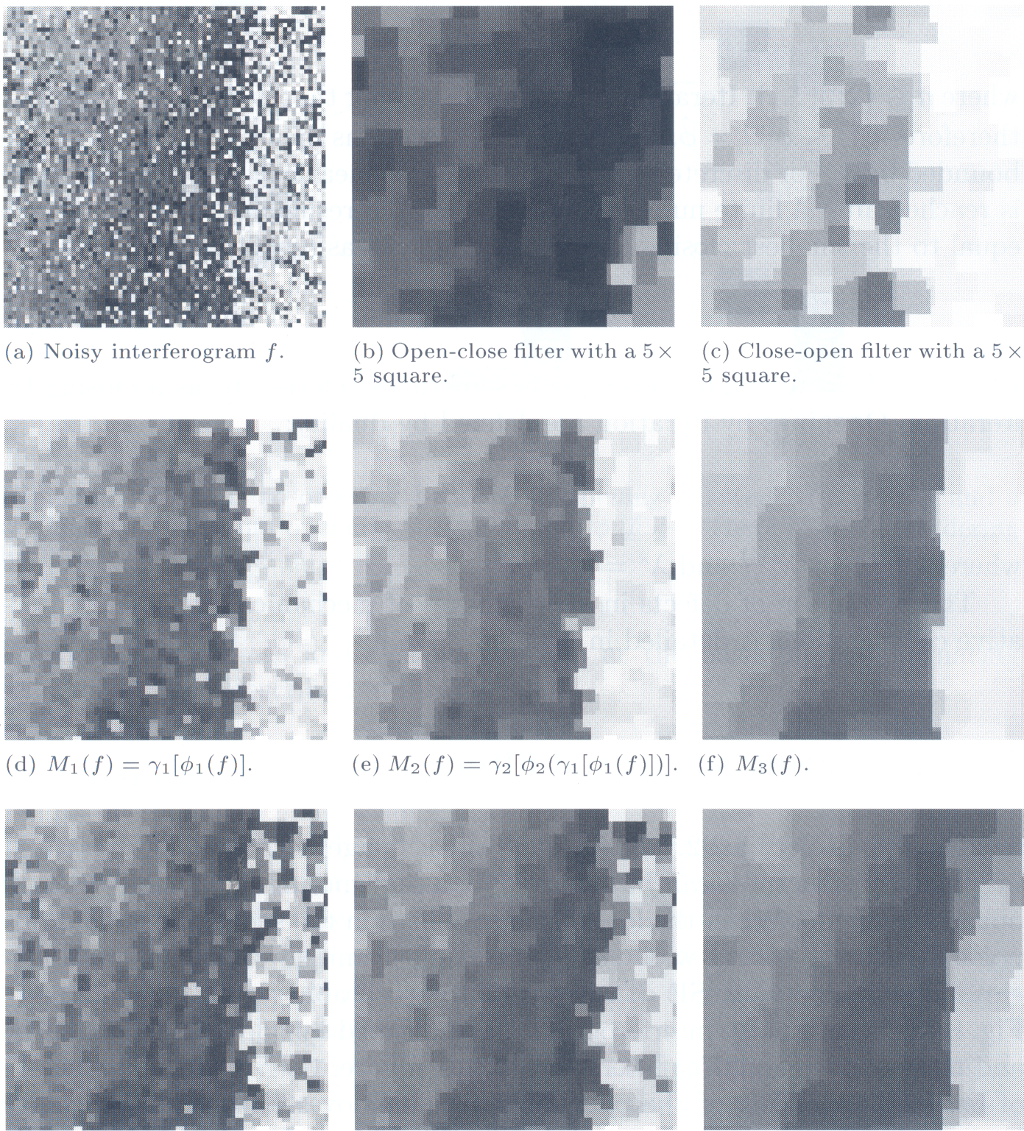 (a) Noisy interferogram f.
(b) Open-close filter with a 5×
5 square.
(c) Close-open filter with a 5×
5 square.
(d) M₁(f) = γ₁[ϕ₁(f)].
(e) M₂(f) = γ₂[ϕ₂(γ₁[ϕ₁(f)])].
(f) M₃(f).